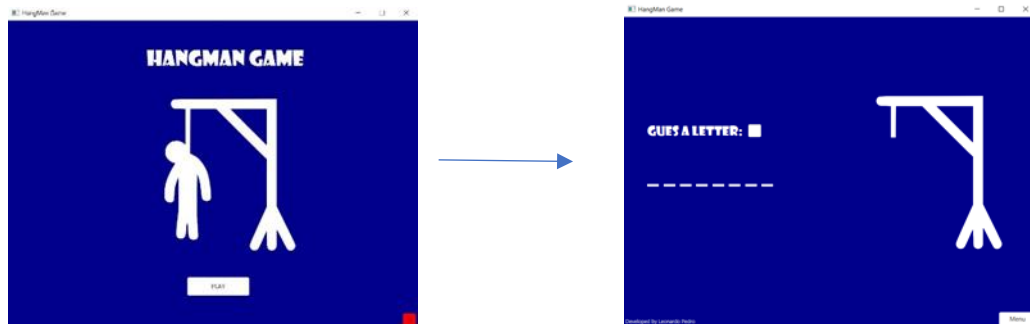 HangMan Game
HANGMAN GAME
PLAY
HangMan Game
GUES A LETTER:
Developed by Leonardo Pedro
Menu